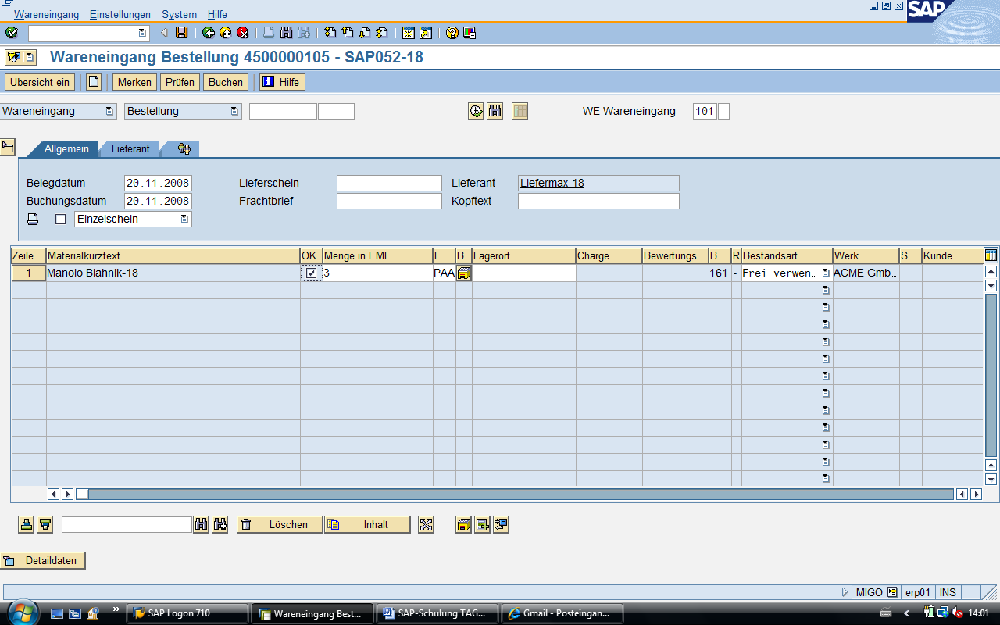 Wareneingang Einstellungen System Hilfe
SAP
Wareneingang Bestellung 4500000105 - SAP052-18
Übersicht ein Merken Prüfen Buchen Hilfe
Wareneingang Bestellung WE Wareneingang 101
Allgemein Lieferant
Belegdatum 20.11.2008 Lieferschein Lieferant Liefermax-18
Buchungsdatum 20.11.2008 Frachtbrief Kopftext
Einzelschein
Zeile Materialkurztext OK Menge in EME E... B.. Lagerort Charge Bewertungs... B... R Bestandsart Werk S... Kunde
1 Manolo Blahnik-18 3 PAA 161 - Frei verwen… ACME Gmb…
Löschen Inhalt
Detaildaten
MIGO erp01 INS
» SAP Logon 710 Wareneingang Best... SAP-Schulung TAG... Gmail - Posteingan... 14:01